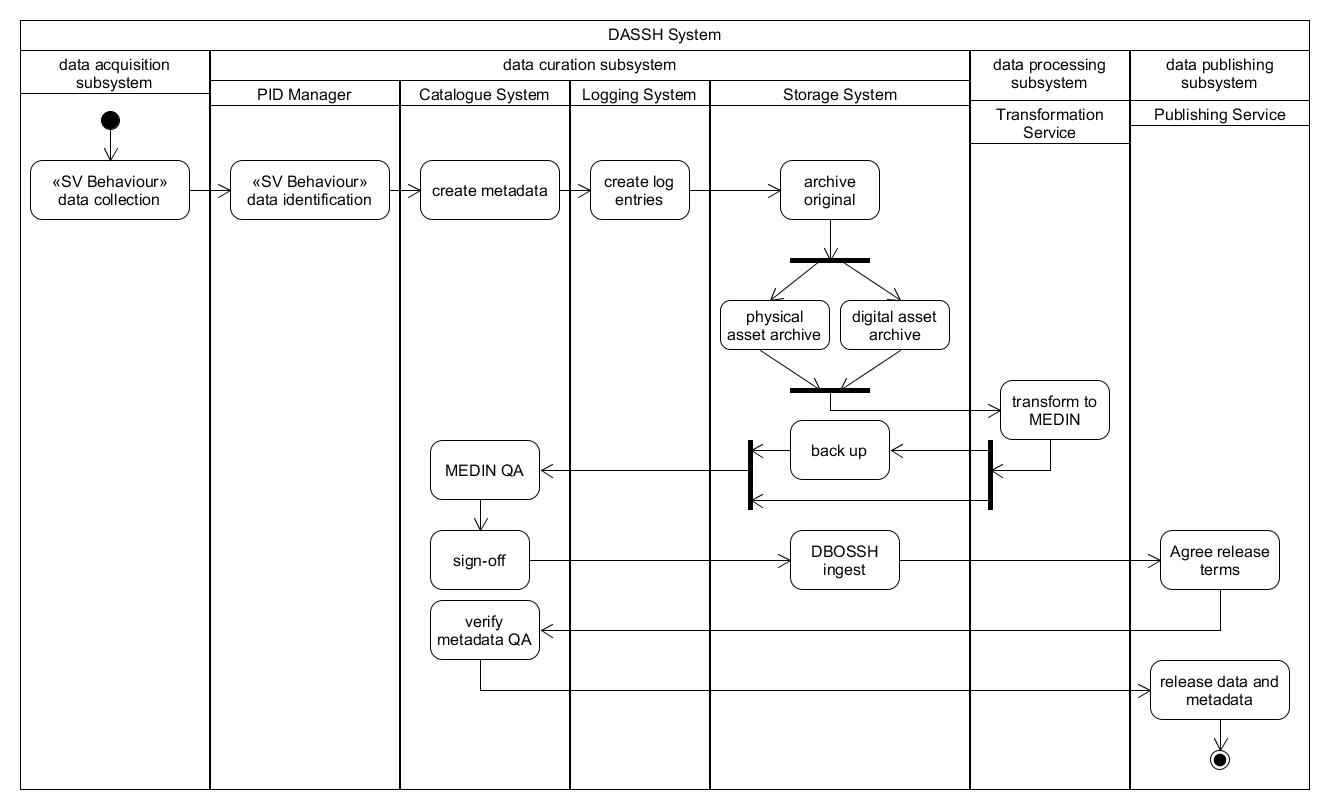 DASSH System
data acquisition
subsystem
data curation subsystem
data processing
subsystem
data publishing
subsystem
PID Manager
Catalogue System
Logging System
Storage System
Transformation
Service
Publishing Service
«SV Behaviour»
data collection
«SV Behaviour»
data identification
create metadata
create log
entries
archive
original
physical
asset archive
digital asset
archive
transform to
MEDIN
back up
MEDIN QA
sign-off
DBOSSH
ingest
Agree release
terms
verify
metadata QA
release data and
metadata